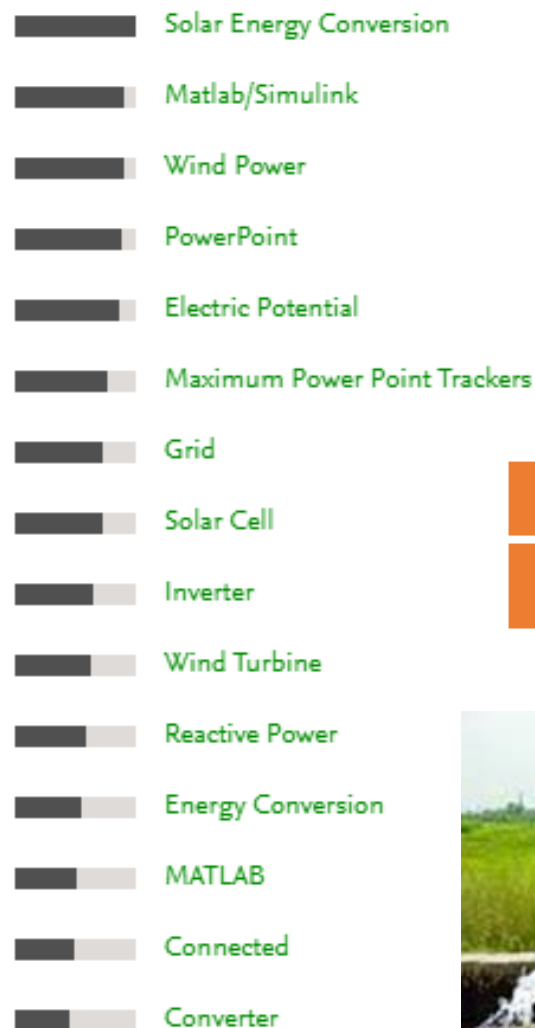 Solar Energy Conversion
Matlab/Simulink
Wind Power
PowerPoint
Electric Potential
Maximum Power Point Trackers
Grid
Solar Cell
Inverter
Wind Turbine
Reactive Power
Energy Conversion
MATLAB
Connected
Converter